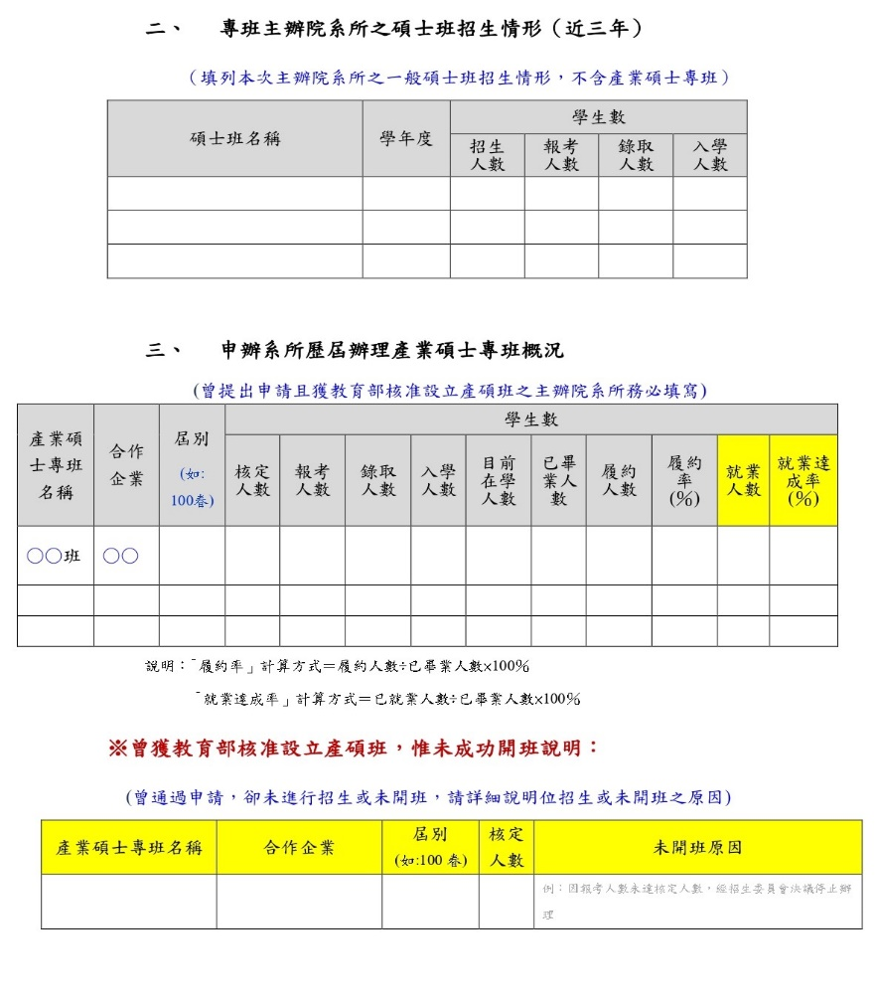 二、 專班主辦院系所之碩士班招生情形（近三年）
（填列本次主辦院系所之一般碩士班招生情形，不含產業碩士專班）
碩士班名稱
學年度
學生數
招生
人數
報考
人數
錄取
人數
入學
人數
三、 申辦系所歷屆辦理產業碩士專班概況
(曾提出申請且獲教育部核准設立產碩班之主辦院系所務必填寫)
產業碩
士專班
名稱
合作
企業
屆別
(如:
100春)
學生數
核定
人數
報考
人數
錄取
人數
入學
人數
目前
在學
人數
已畢
業人
數
履約
人數
履約
率
(%)
就業
人數
就業達
成率
(%)
〇〇班
〇〇
說明：「履約率」計算方式＝履約人數÷已畢業人數×100%
「就業達成率」計算方式＝已就業人數÷已畢業人數×100%
※曾獲教育部核准設立產碩班，惟未成功開班說明：
(曾通過申請，卻未進行招生或未開班，請詳細說明位招生或未開班之原因)
產業碩士專班名稱
合作企業
屆別
(如:100 春)
核定
人數
未開班原因
例：因報考人數未達核定人數，經招生委員會決議停止辦
理